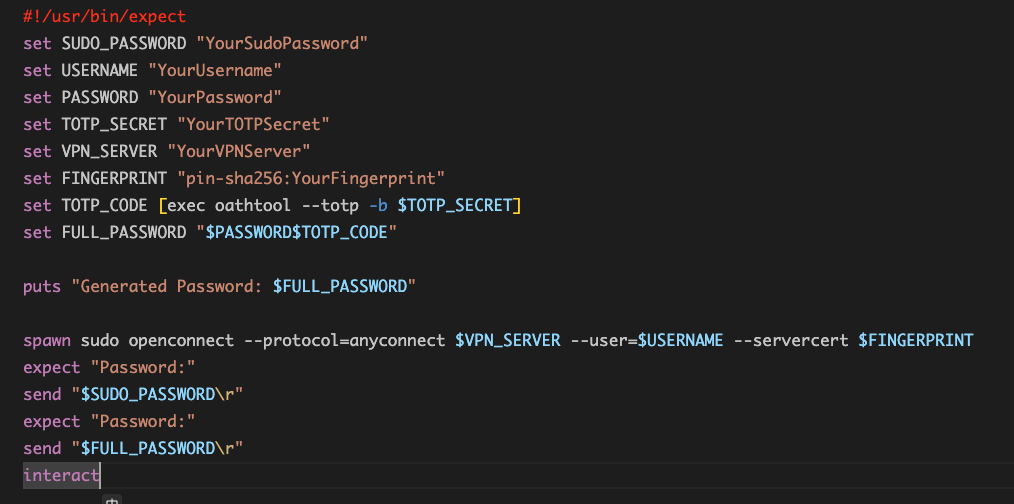 #!/usr/bin/expect
set SUDO_PASSWORD "YourSudoPassword"
set USERNAME "YourUsername"
set PASSWORD "YourPassword"
set TOTP_SECRET "YourTOTPSecret"
set VPN_SERVER "YourVPNServer"
set FINGERPRINT "pin-sha256:YourFingerprint"
set TOTP_CODE [exec oathtool --totp -b $TOTP_SECRET]
set FULL_PASSWORD "$PASSWORD$TOTP_CODE"
puts "Generated Password: $FULL_PASSWORD"
spawn sudo openconnect --protocol=anyconnect $VPN_SERVER --user=$USERNAME --servercert $FINGERPRINT
expect "Password:"
send "$SUDO_PASSWORD\r"
expect "Password:"
send "$FULL_PASSWORD\r"
interact